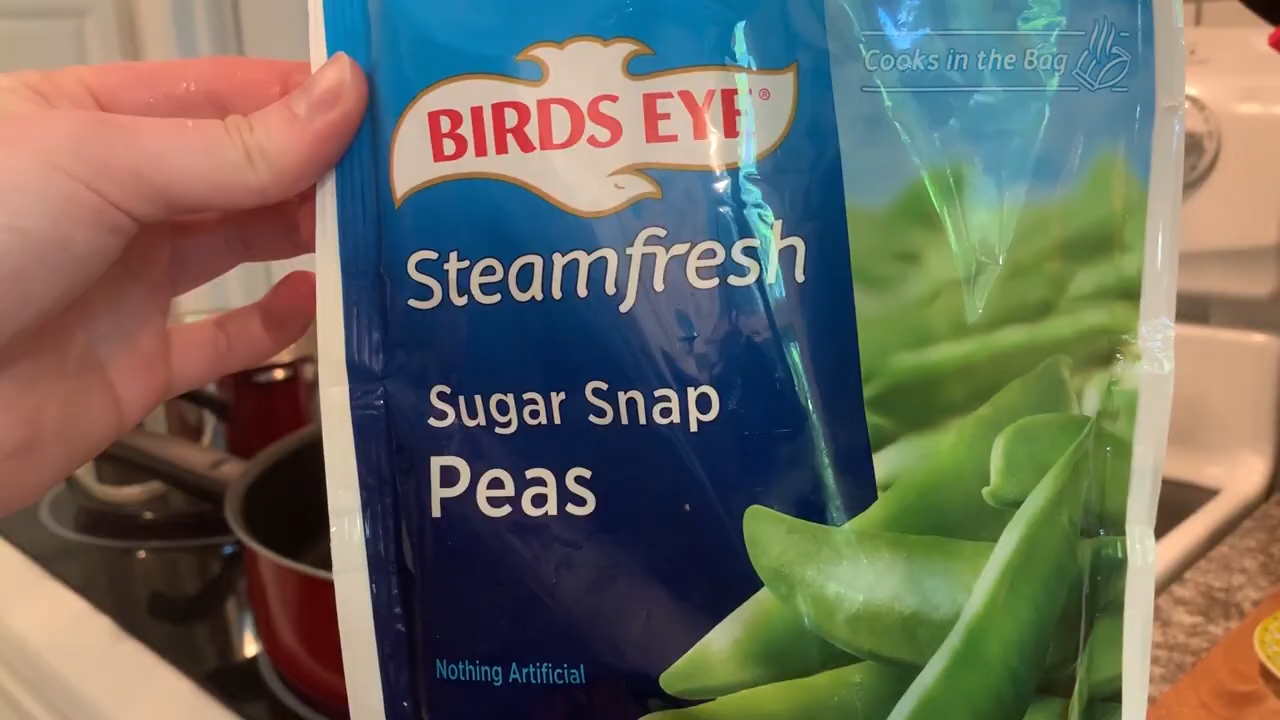 Cooks in the Bag
BIRDS EYE®
Steamfresh
Sugar Snap
Peas
Nothing Artificial